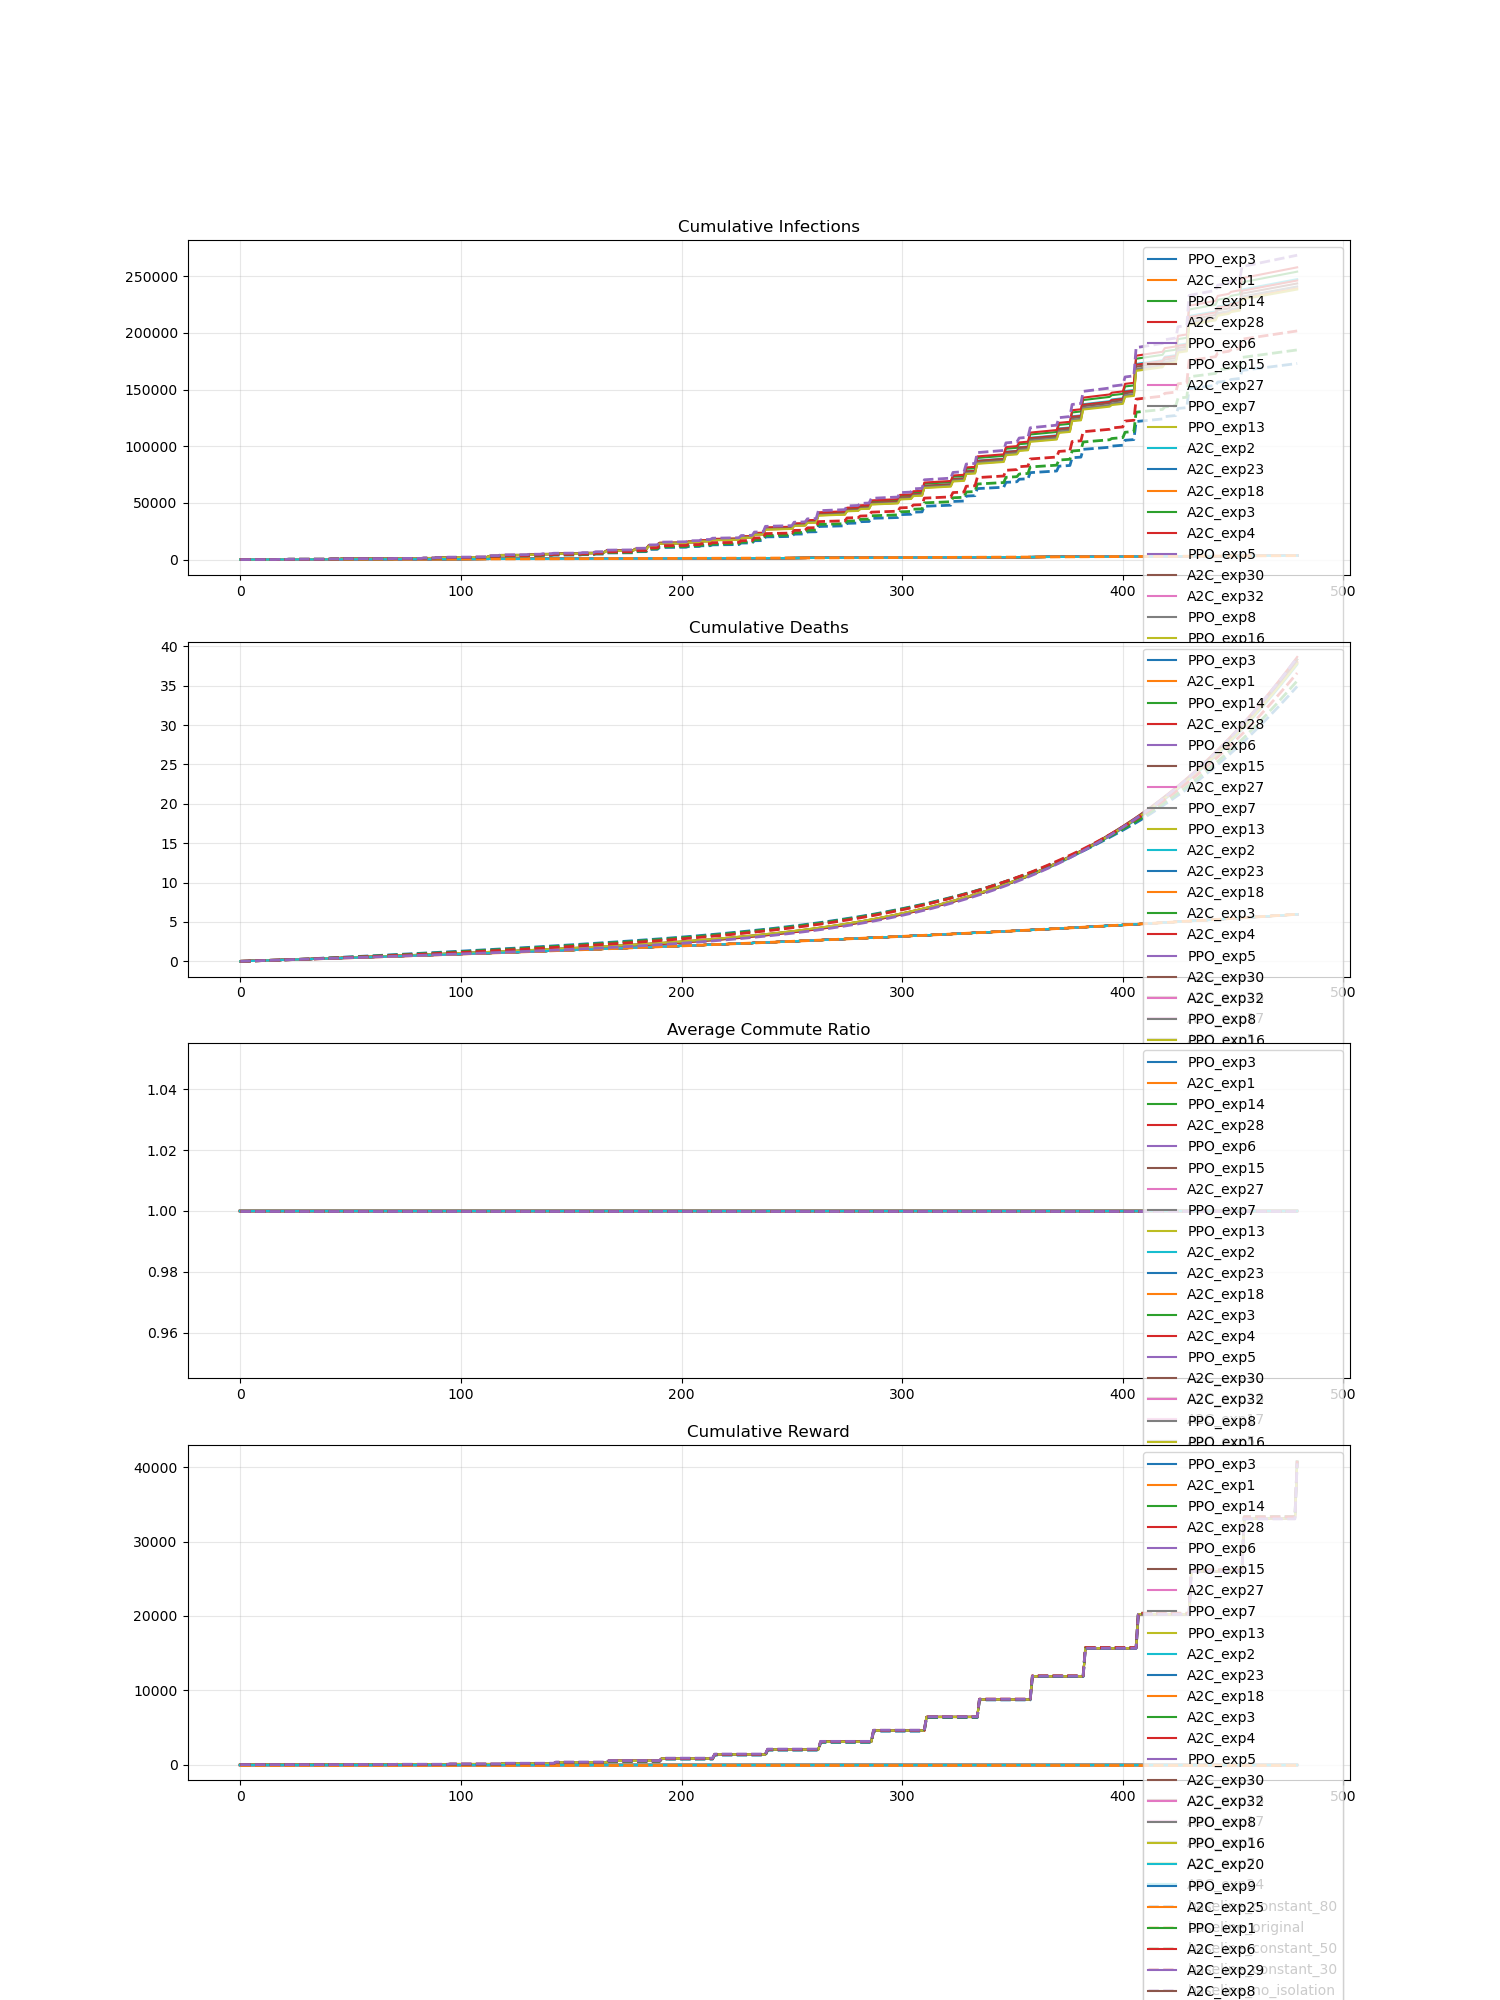 Cumulative Infections
250000
200000
150000
100000
50000
0
0
100
200
300
400
500
PPO_exp3
A2C_exp1
PPO_exp14
A2C_exp28
PPO_exp6
PPO_exp15
A2C_exp27
PPO_exp7
PPO_exp13
A2C_exp2
A2C_exp23
A2C_exp18
A2C_exp3
A2C_exp4
PPO_exp5
A2C_exp30
A2C_exp32
PPO_exp8
PPO_exp16
Cumulative Deaths
40
35
30
25
20
15
10
5
0
0
100
200
300
400
500
PPO_exp3
A2C_exp1
PPO_exp14
A2C_exp28
PPO_exp6
PPO_exp15
A2C_exp27
PPO_exp7
PPO_exp13
A2C_exp2
A2C_exp23
A2C_exp18
A2C_exp3
A2C_exp4
PPO_exp5
A2C_exp30
A2C_exp32
PPO_exp8
PPO_exp16
Average Commute Ratio
1.04
1.02
1.00
0.98
0.96
0
100
200
300
400
500
PPO_exp3
A2C_exp1
PPO_exp14
A2C_exp28
PPO_exp6
PPO_exp15
A2C_exp27
PPO_exp7
PPO_exp13
A2C_exp2
A2C_exp23
A2C_exp18
A2C_exp3
A2C_exp4
PPO_exp5
A2C_exp30
A2C_exp32
PPO_exp8
PPO_exp16
Cumulative Reward
40000
30000
20000
10000
0
0
100
200
300
400
500
PPO_exp3
A2C_exp1
PPO_exp14
A2C_exp28
PPO_exp6
PPO_exp15
A2C_exp27
PPO_exp7
PPO_exp13
A2C_exp2
A2C_exp23
A2C_exp18
A2C_exp3
A2C_exp4
PPO_exp5
A2C_exp30
A2C_exp32
PPO_exp8
PPO_exp16
A2C_exp20
PPO_exp9
A2C_exp25
PPO_exp1
A2C_exp6
A2C_exp29
A2C_exp8